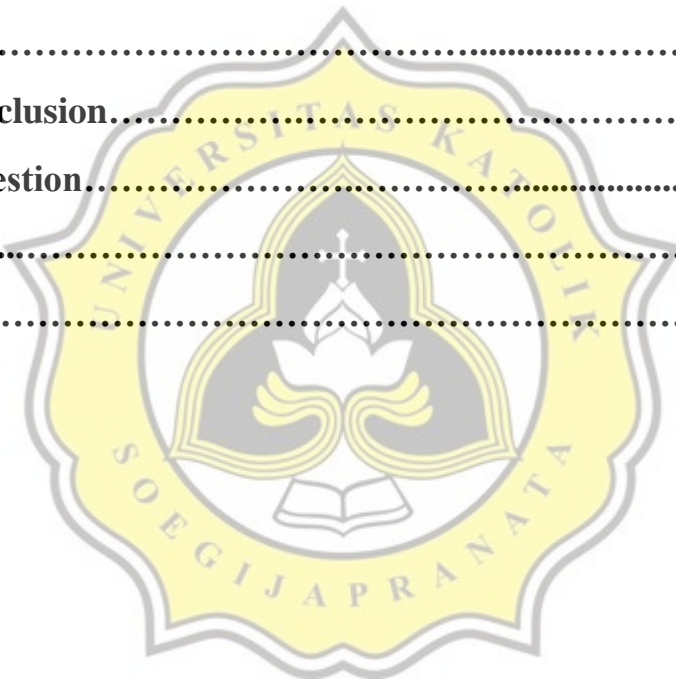 ....................................................
clusion....................................................
estion....................................................
....................................................
....................................................
UNIVERSITAS KATOLIK
SOEGIJAPRANATA